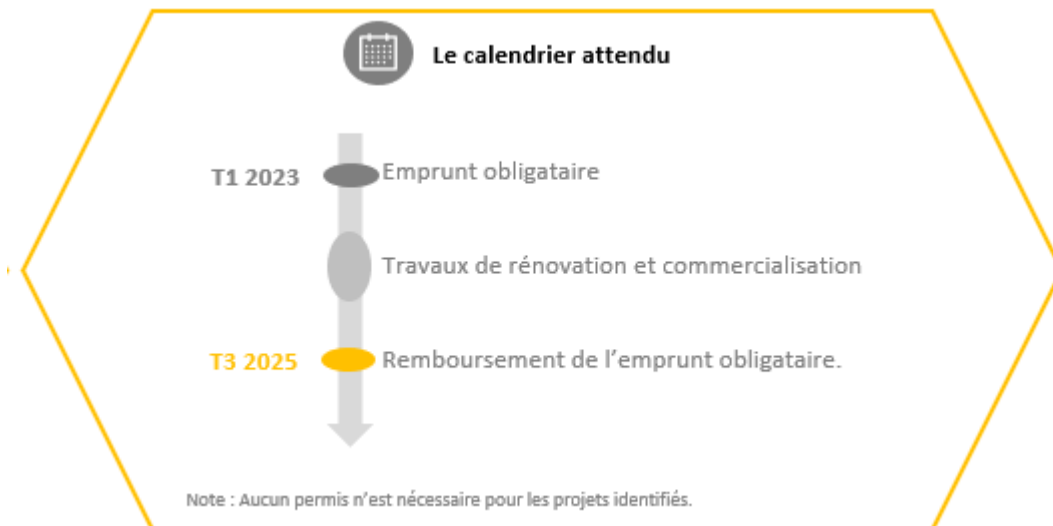 Le calendrier attendu
T1 2023 Emprunt obligataire
Travaux de rénovation et commercialisation
T3 2025 Remboursement de l’emprunt obligataire.
Note : Aucun permis n’est nécessaire pour les projets identifiés.